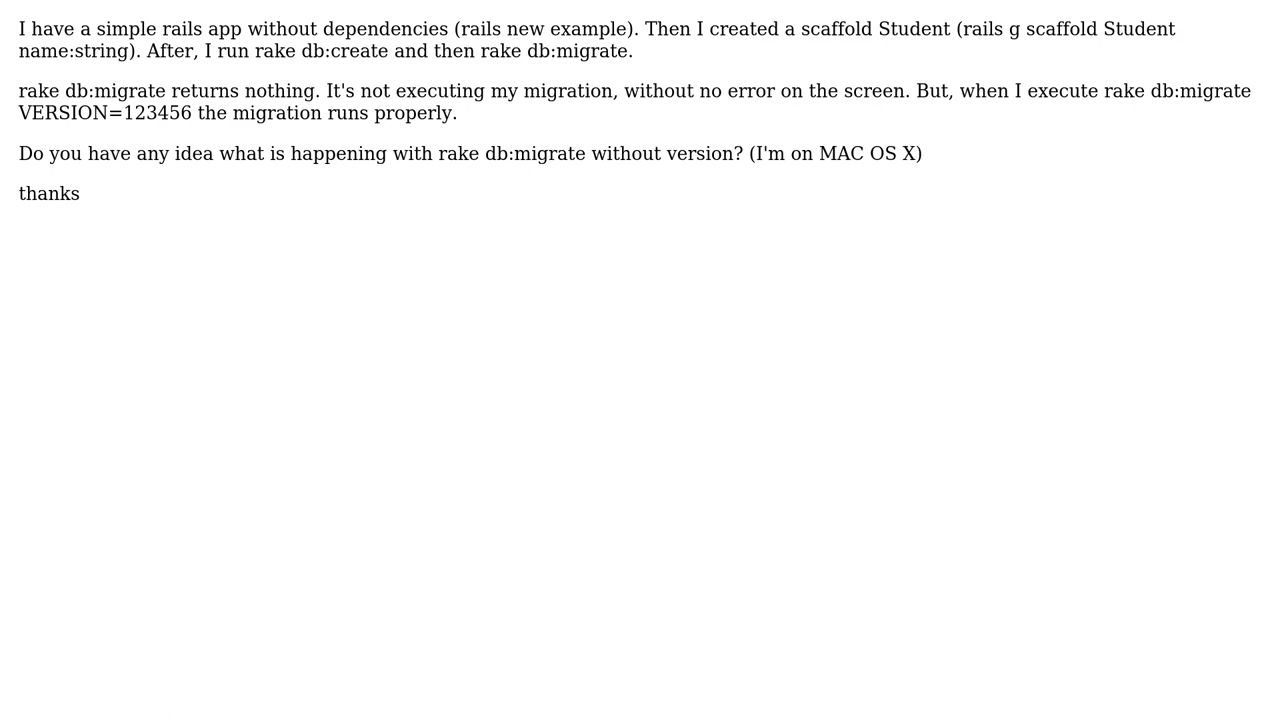 I have a simple rails app without dependencies (rails new example). Then I created a scaffold Student (rails g scaffold Student
name:string). After, I run rake db:create and then rake db:migrate.
rake db:migrate returns nothing. It's not executing my migration, without no error on the screen. But, when I execute rake db:migrate
VERSION=123456 the migration runs properly.
Do you have any idea what is happening with rake db:migrate without version? (I'm on MAC OS X)
thanks